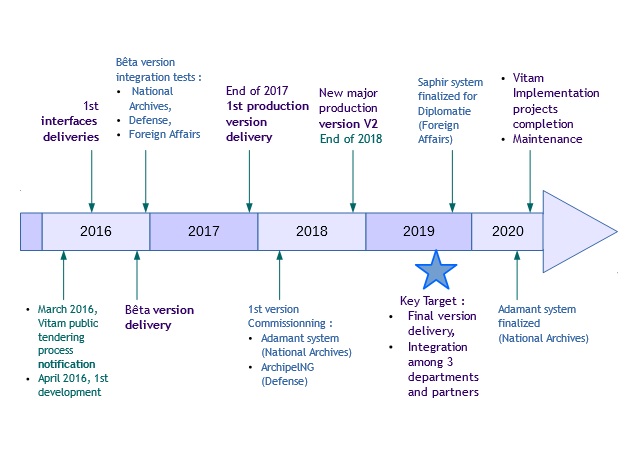 Bêta version
integration tests :
• National
Archives,
• Defense,
• Foreign Affairs
1st
interfaces
deliveries
End of 2017
1st production
version
delivery
New major
production
version V2
End of 2018
Saphir system
finalized for
Diplomatie
(Foreign
Affairs)
• Vitam
Implementation
projects
completion
• Maintenance
2016
2017
2018
2019
2020
• March 2016,
Vitam public
tendering
process
notification
• April 2016, 1st
development
Bêta version
delivery
1st version
Commissionning :
• Adamant system
(National Archives)
• ArchipelNG
(Defense)
Key Target :
• Final version
delivery,
• Integration
among 3
departments
and partners
Adamant system
finalized
(National Archives)